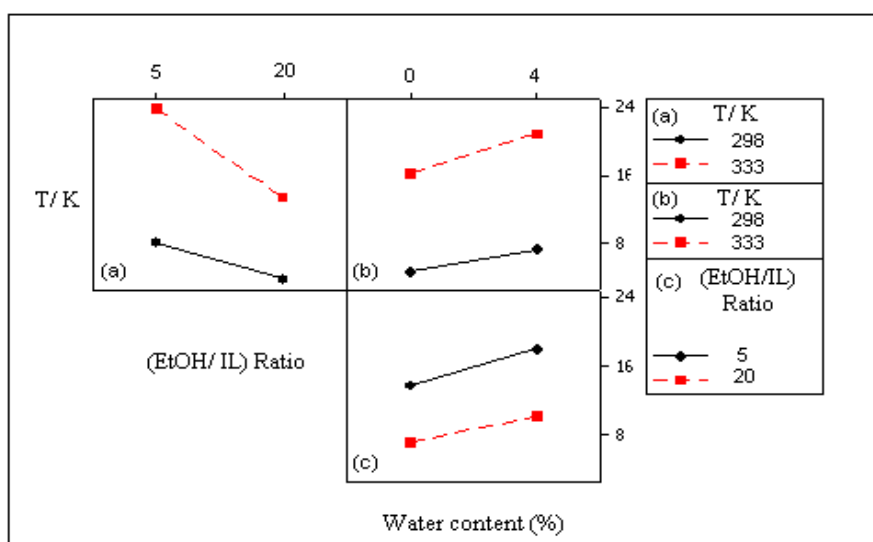 5 20 0 4
24
16
8
T/ K
(a)
(b)
24
16
8
(EtOH/ IL) Ratio
(c)
Water content (%)
(a) T/ K
298
333
(b) T/ K
298
333
(c) (EtOH/IL)
Ratio
5
20